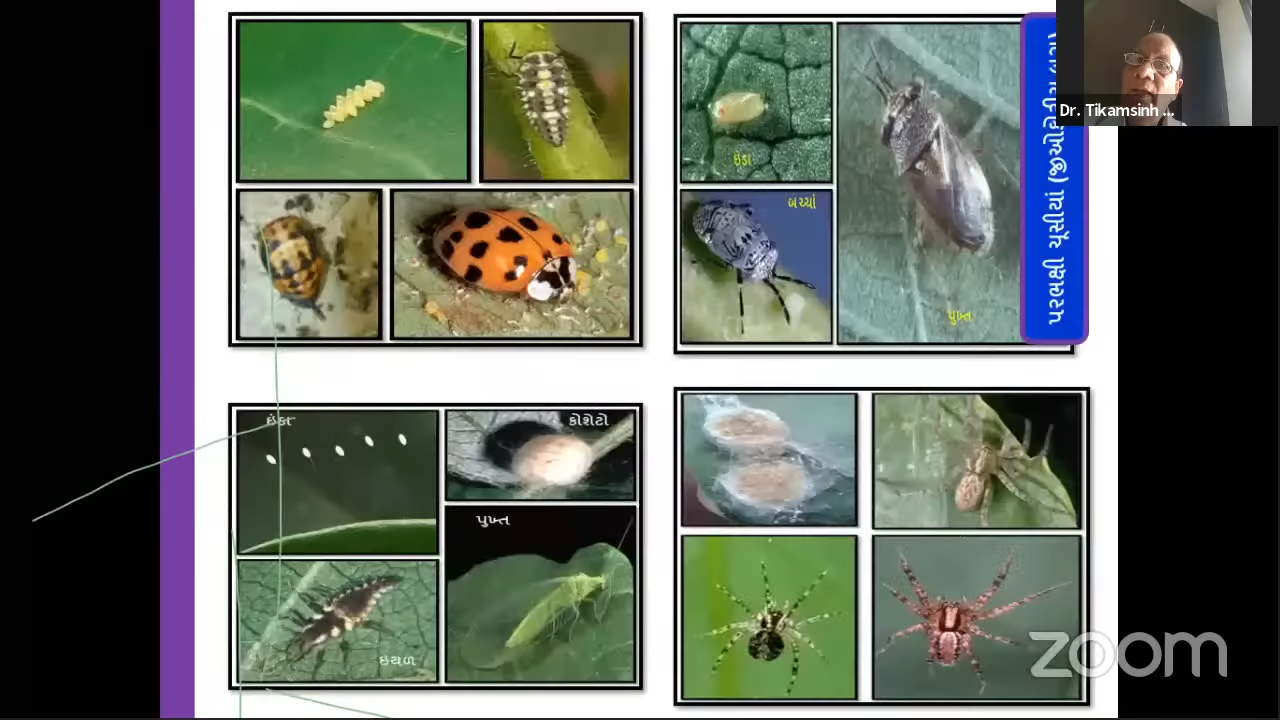 ઇંડા
બચ્ચાં
પુખ્ત
Dr. Tikamsinh ...
પરભક્ષી ચૂસીયાં
ઇંડા
કોશેટો
પુખ્ત
ઇયળ
zoom